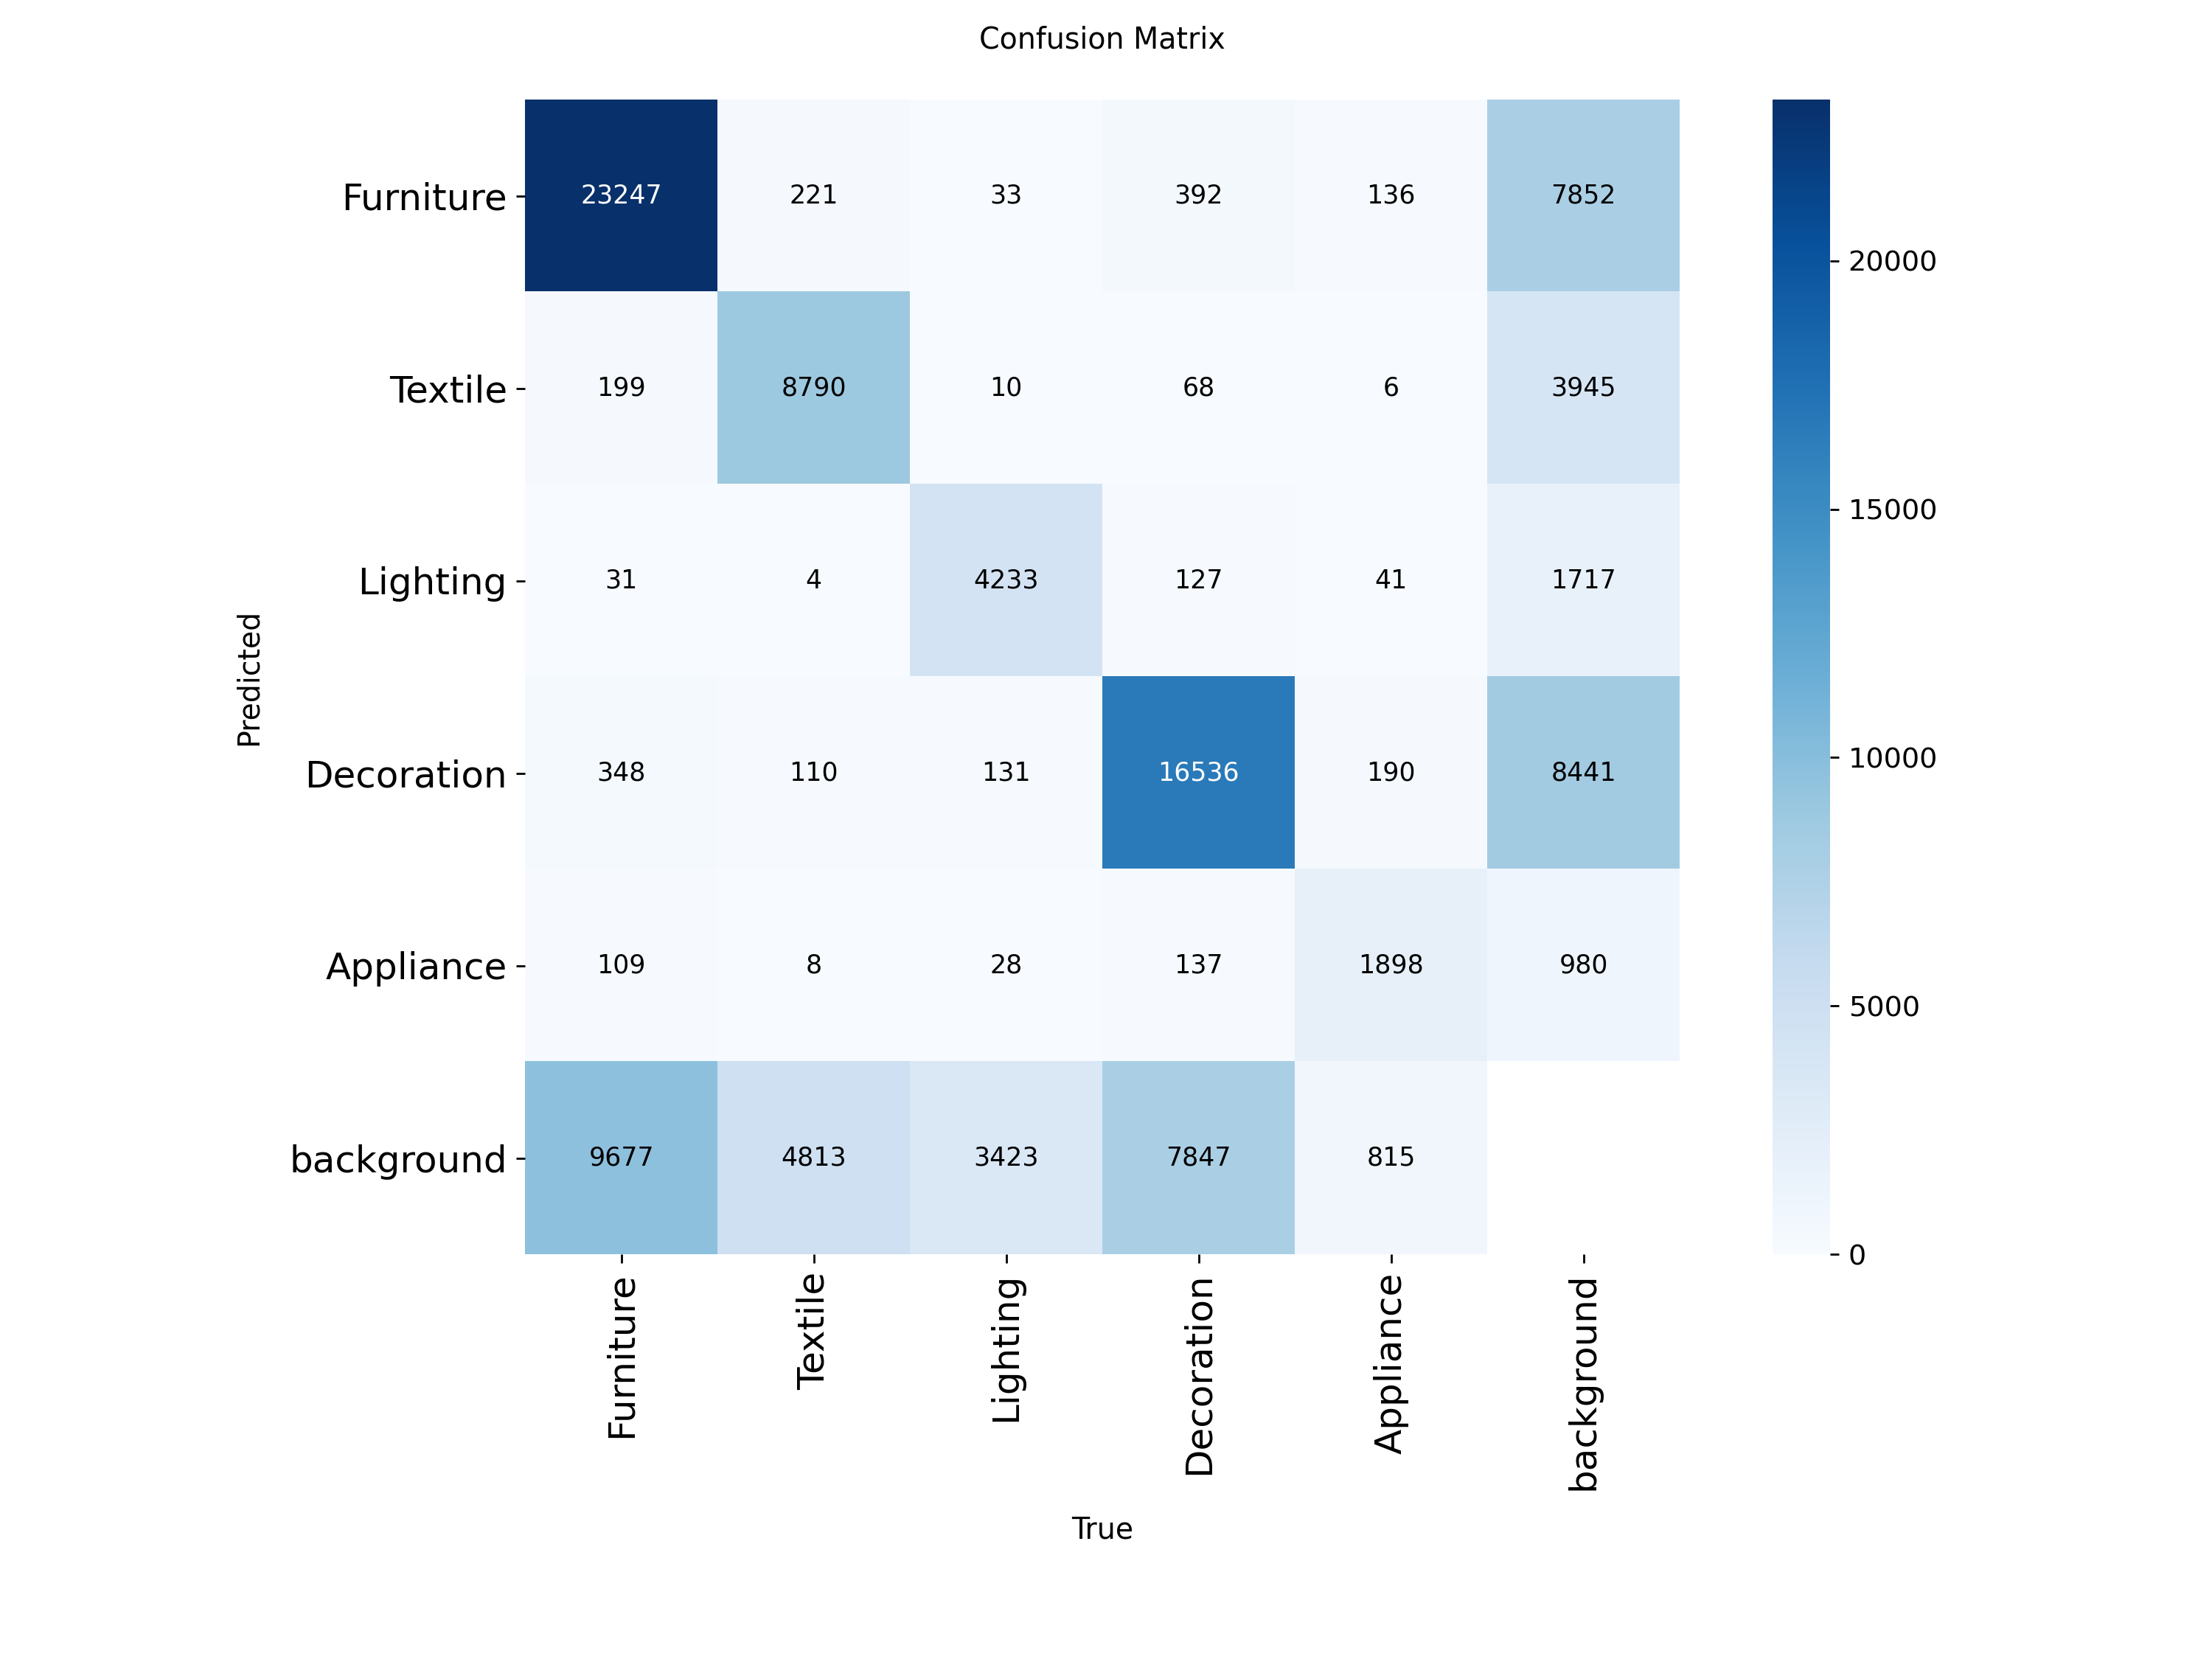 Confusion Matrix
Furniture 23247 221 33 392 136 7852
Textile 199 8790 10 68 6 3945
Lighting 31 4 4233 127 41 1717
Decoration 348 110 131 16536 190 8441
Appliance 109 8 28 137 1898 980
background 9677 4813 3423 7847 815
Predicted
Furniture Textile Lighting Decoration Appliance background
True
20000
15000
10000
5000
0